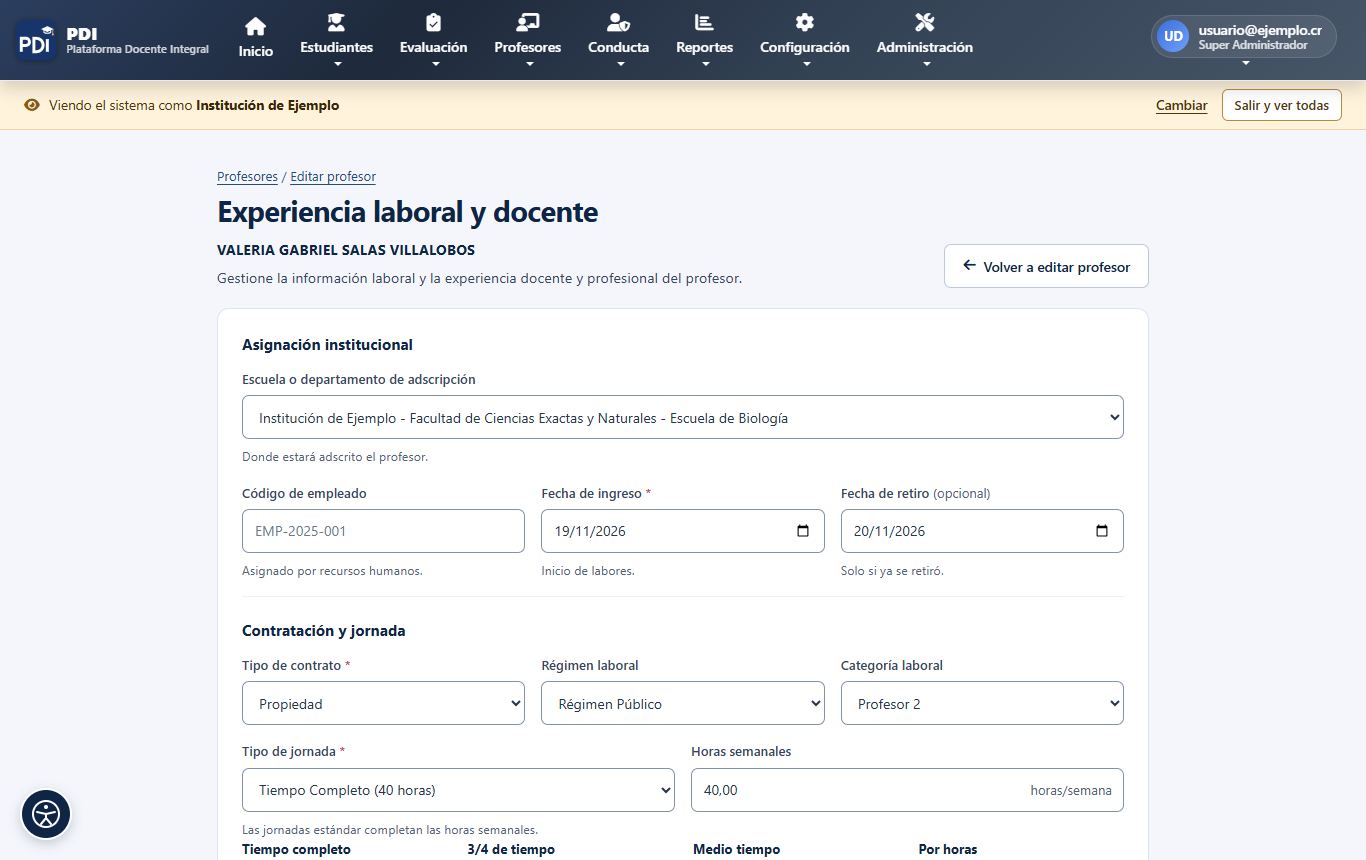 PDI
PDI
Plataforma Docente Integral
Inicio
Estudiantes
Evaluación
Profesores
Conducta
Reportes
Configuración
Administración
UD
usuario@ejemplo.cr
Super Administrador
Viendo el sistema como Institución de Ejemplo
Cambiar
Salir y ver todas
Profesores / Editar profesor
Experiencia laboral y docente
VALERIA GABRIEL SALAS VILLALOBOS
Gestione la información laboral y la experiencia docente y profesional del profesor.
← Volver a editar profesor
Asignación institucional
Escuela o departamento de adscripción
Institución de Ejemplo - Facultad de Ciencias Exactas y Naturales - Escuela de Biología
Donde estará adscrito el profesor.
Código de empleado
Fecha de ingreso *
Fecha de retiro (opcional)
EMP-2025-001
19/11/2026
20/11/2026
Asignado por recursos humanos.
Inicio de labores.
Solo si ya se retiró.
Contratación y jornada
Tipo de contrato *
Régimen laboral
Categoría laboral
Propiedad
Régimen Público
Profesor 2
Tipo de jornada *
Horas semanales
Tiempo Completo (40 horas)
40,00
horas/semana
Las jornadas estándar completan las horas semanales.
Tiempo completo
3/4 de tiempo
Medio tiempo
Por horas